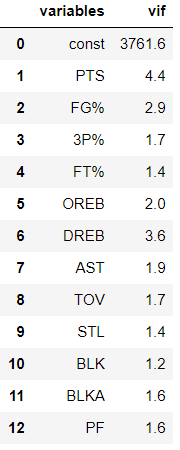 variables vif
0 const 3761.6
1 PTS 4.4
2 FG% 2.9
3 3P% 1.7
4 FT% 1.4
5 OREB 2.0
6 DREB 3.6
7 AST 1.9
8 TOV 1.7
9 STL 1.4
10 BLK 1.2
11 BLKA 1.6
12 PF 1.6